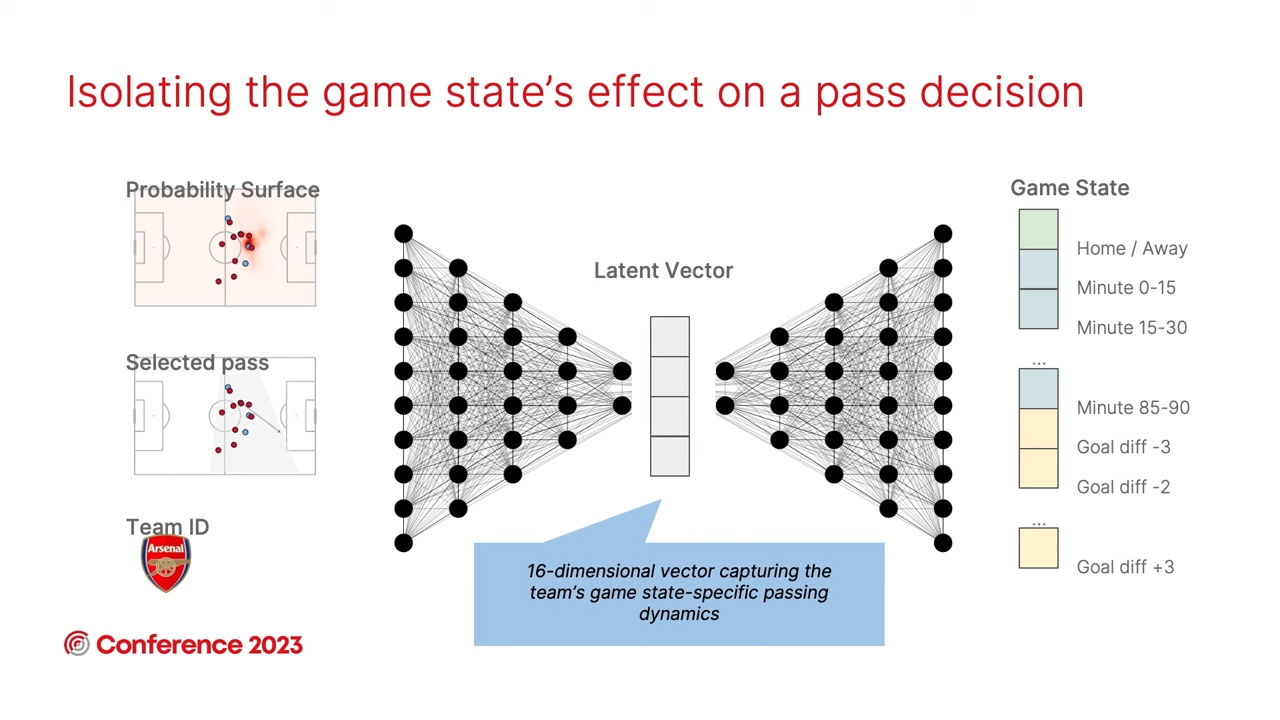 Isolating the game state's effect on a pass decision
Probability Surface
Selected pass
Team ID
Arsenal
Latent Vector
16-dimensional vector capturing the
team's game state-specific passing
dynamics
Game State
Home / Away
Minute 0-15
Minute 15-30
...
Minute 85-90
Goal diff -3
Goal diff -2
...
Goal diff +3
Conference 2023